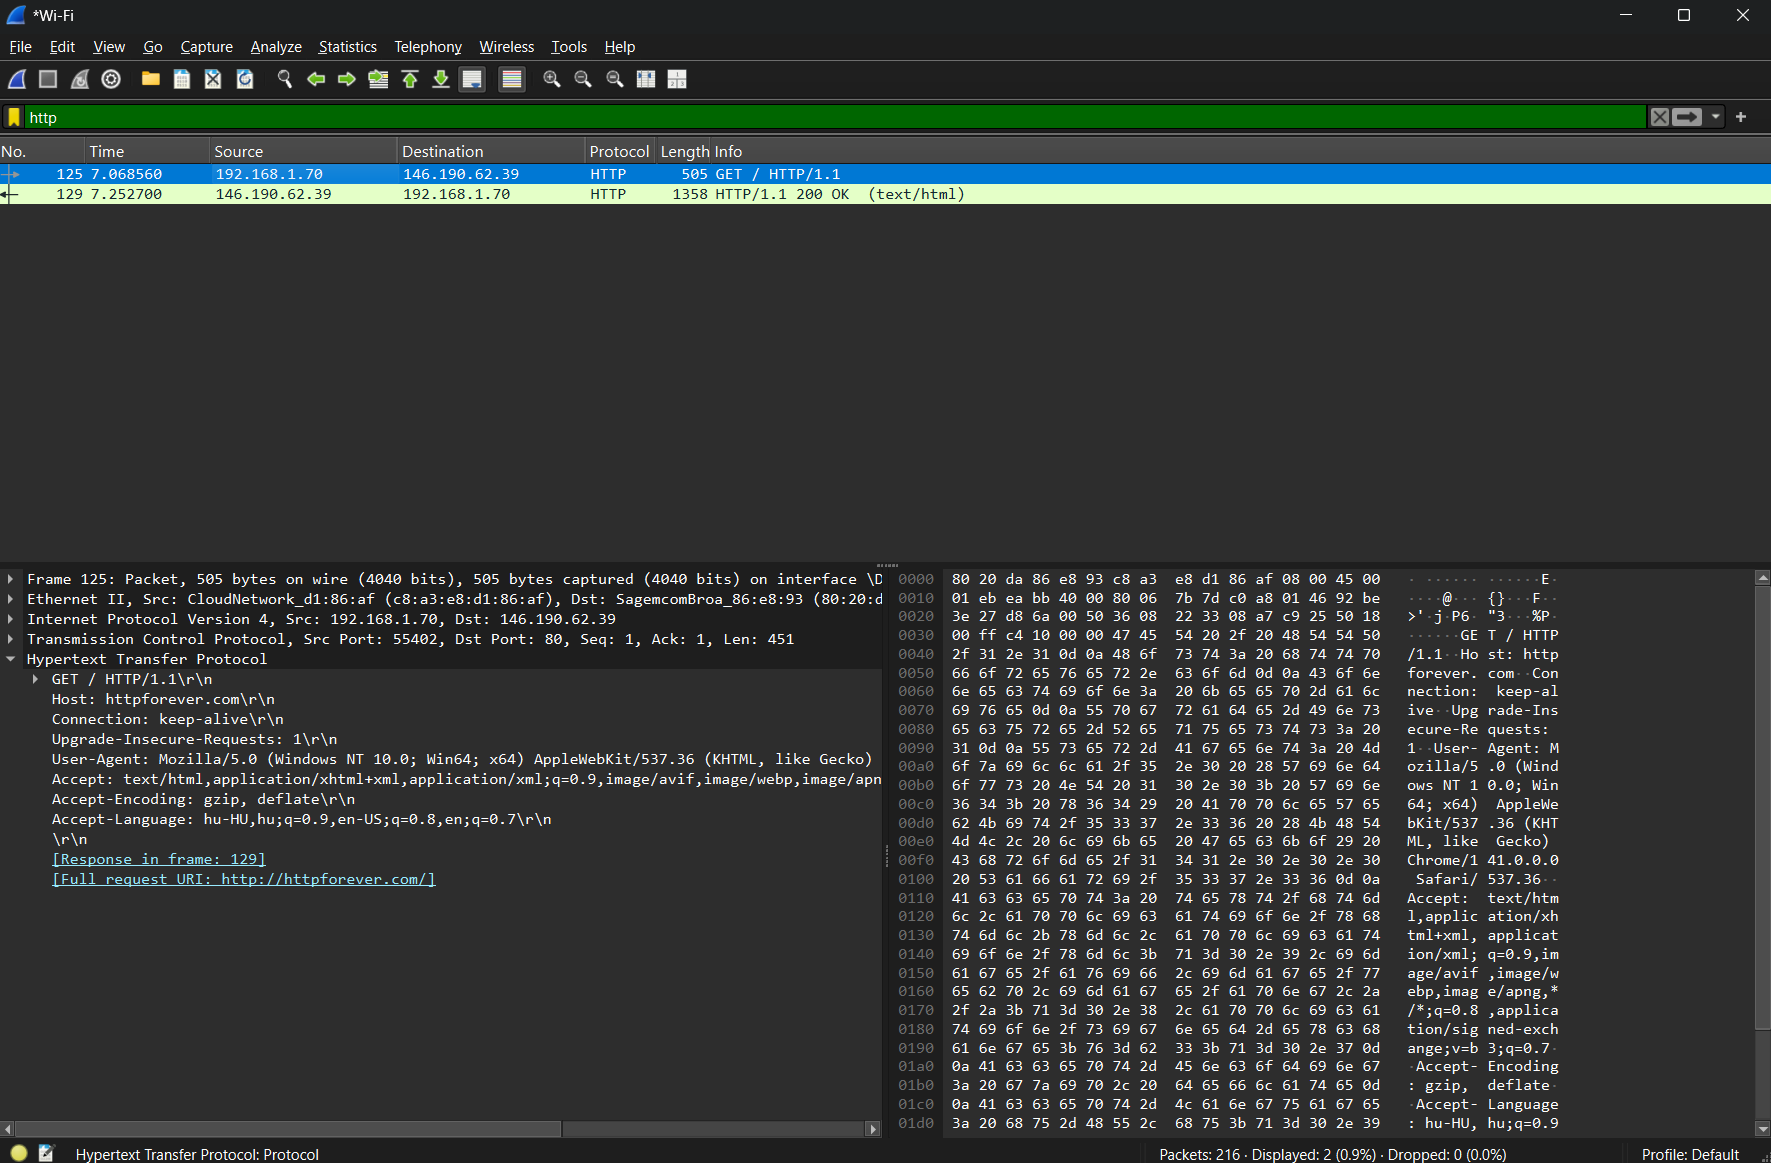 *Wi-Fi
File Edit View Go Capture Analyze Statistics Telephony Wireless Tools Help
http
No. Time Source Destination Protocol Length Info
125 7.068560 192.168.1.70 146.190.62.39 HTTP 505 GET / HTTP/1.1
129 7.252700 146.190.62.39 192.168.1.70 HTTP 1358 HTTP/1.1 200 OK (text/html)
Frame 125: Packet, 505 bytes on wire (4040 bits), 505 bytes captured (4040 bits) on interface \D
Ethernet II, Src: CloudNetwork_d1:86:af (c8:a3:e8:d1:86:af), Dst: SagemcomBroa_86:e8:93 (80:20:d
Internet Protocol Version 4, Src: 192.168.1.70, Dst: 146.190.62.39
Transmission Control Protocol, Src Port: 55402, Dst Port: 80, Seq: 1, Ack: 1, Len: 451
Hypertext Transfer Protocol
GET / HTTP/1.1\r\n
Host: httpforever.com\r\n
Connection: keep-alive\r\n
Upgrade-Insecure-Requests: 1\r\n
User-Agent: Mozilla/5.0 (Windows NT 10.0; Win64; x64) AppleWebKit/537.36 (KHTML, like Gecko)
Accept: text/html,application/xhtml+xml,application/xml;q=0.9,image/avif,image/webp,image/apn
Accept-Encoding: gzip, deflate\r\n
Accept-Language: hu-HU,hu;q=0.9,en-US;q=0.8,en;q=0.7\r\n
\r\n
[Response in frame: 129]
[Full request URI: http://httpforever.com/]
0000 80 20 da 86 e8 93 c8 a3 e8 d1 86 af 08 00 45 00 · ······ ······E·
0010 01 eb ea bb 40 00 80 06 7b 7d c0 a8 01 46 92 be ····@··· {}···F··
0020 3e 27 d8 6a 00 50 36 08 22 33 08 a7 c9 25 50 18 >'·j·P6· "3···%P·
0030 00 ff c4 10 00 00 47 45 54 20 2f 20 48 54 54 50 ······GE T / HTTP
0040 2f 31 2e 31 0d 0a 48 6f 73 74 3a 20 68 74 74 70 /1.1··Ho st: http
0050 66 6f 72 65 76 65 72 2e 63 6f 6d 0d 0a 43 6f 6e forever. com··Con
0060 6e 65 63 74 69 6f 6e 3a 20 6b 65 65 70 2d 61 6c nection: keep-al
0070 69 76 65 0d 0a 55 70 67 72 61 64 65 2d 49 6e 73 ive··Upg rade-Ins
0080 65 63 75 72 65 2d 52 65 71 75 65 73 74 73 3a 20 ecure-Re quests:
0090 31 0d 0a 55 73 65 72 2d 41 67 65 6e 74 3a 20 4d 1··User- Agent: M
00a0 6f 7a 69 6c 6c 61 2f 35 2e 30 20 28 57 69 6e 64 ozilla/5 .0 (Wind
00b0 6f 77 73 20 4e 54 20 31 30 2e 30 3b 20 57 69 6e ows NT 1 0.0; Win
00c0 36 34 3b 20 78 36 34 29 20 41 70 70 6c 65 57 65 64; x64) AppleWe
00d0 62 4b 69 74 2f 35 33 37 2e 33 36 20 28 4b 48 54 bKit/537 .36 (KHT
00e0 4d 4c 2c 20 6c 69 6b 65 20 47 65 63 6b 6f 29 20 ML, like Gecko)
00f0 43 68 72 6f 6d 65 2f 31 34 31 2e 30 2e 30 2e 30 Chrome/1 41.0.0.0
0100 20 53 61 66 61 72 69 2f 35 33 37 2e 33 36 0d 0a Safari/ 537.36··
0110 41 63 63 65 70 74 3a 20 74 65 78 74 2f 68 74 6d Accept: text/htm
0120 6c 2c 61 70 70 6c 69 63 61 74 69 6f 6e 2f 78 68 l,applic ation/xh
0130 74 6d 6c 2b 78 6d 6c 2c 61 70 70 6c 69 63 61 74 tml+xml, applicat
0140 69 6f 6e 2f 78 6d 6c 3b 71 3d 30 2e 39 2c 69 6d ion/xml; q=0.9,im
0150 61 67 65 2f 61 76 69 66 2c 69 6d 61 67 65 2f 77 age/avif ,image/w
0160 65 62 70 2c 69 6d 61 67 65 2f 61 70 6e 67 2c 2a ebp,imag e/apng,*
0170 2f 2a 3b 71 3d 30 2e 38 2c 61 70 70 6c 69 63 61 /*;q=0.8 ,applica
0180 74 69 6f 6e 2f 73 69 67 6e 65 64 2d 65 78 63 68 tion/sig ned-exch
0190 61 6e 67 65 3b 76 3d 62 33 3b 71 3d 30 2e 37 0d ange;v=b 3;q=0.7·
01a0 0a 41 63 63 65 70 74 2d 45 6e 63 6f 64 69 6e 67 ·Accept- Encoding
01b0 3a 20 67 7a 69 70 2c 20 64 65 66 6c 61 74 65 0d : gzip, deflate·
01c0 0a 41 63 63 65 70 74 2d 4c 61 6e 67 75 61 67 65 ·Accept- Language
01d0 3a 20 68 75 2d 48 55 2c 68 75 3b 71 3d 30 2e 39 : hu-HU, hu;q=0.9
Hypertext Transfer Protocol: Protocol
Packets: 216 · Displayed: 2 (0.9%) · Dropped: 0 (0.0%)
Profile: Default